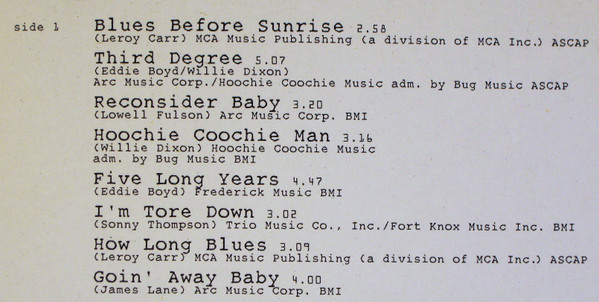 side 1
Blues Before Sunrise 2.58
(Leroy Carr) MCA Music Publishing (a division of MCA Inc.) ASCAP
Third Degree 5.07
(Eddie Boyd/Willie Dixon)
Arc Music Corp./Hoochie Coochie Music adm. by Bug Music ASCAP
Reconsider Baby 3.20
(Lowell Fulson) Arc Music Corp. BMI
Hoochie Coochie Man 3.16
(Willie Dixon) Hoochie Coochie Music
adm. by Bug Music BMI
Five Long Years 4.47
(Eddie Boyd) Frederick Music BMI
I'm Tore Down 3.02
(Sonny Thompson) Trio Music Co., Inc./Fort Knox Music Inc. BMI
How Long Blues 3.09
(Leroy Carr) MCA Music Publishing (a division of MCA Inc.) ASCAP
Goin' Away Baby 4.00
(James Lane) Arc Music Corp. BMI